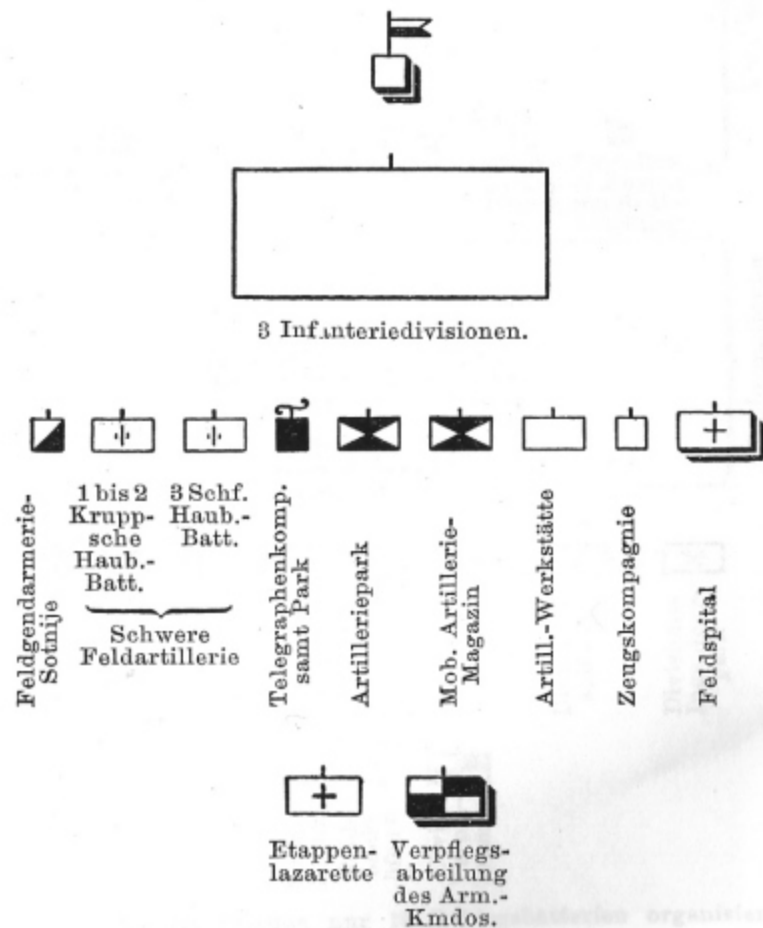 3 Infanteriedivisionen.
Feldgendarmerie-
Sotnije
1 bis 2
Krupp-
sche
Haub.-
Batt.
3 Schf.
Haub.-
Batt.
Schwere
Feldartillerie
Telegraphenkomp.
samt Park
Artilleriepark
Mob. Artillerie-
Magazin
Artill.-Werkstätte
Zeugskompagnie
Feldspital
Etappen-
lazarette
Verpflegs-
abteilung
des Arm.-
Kmdos.